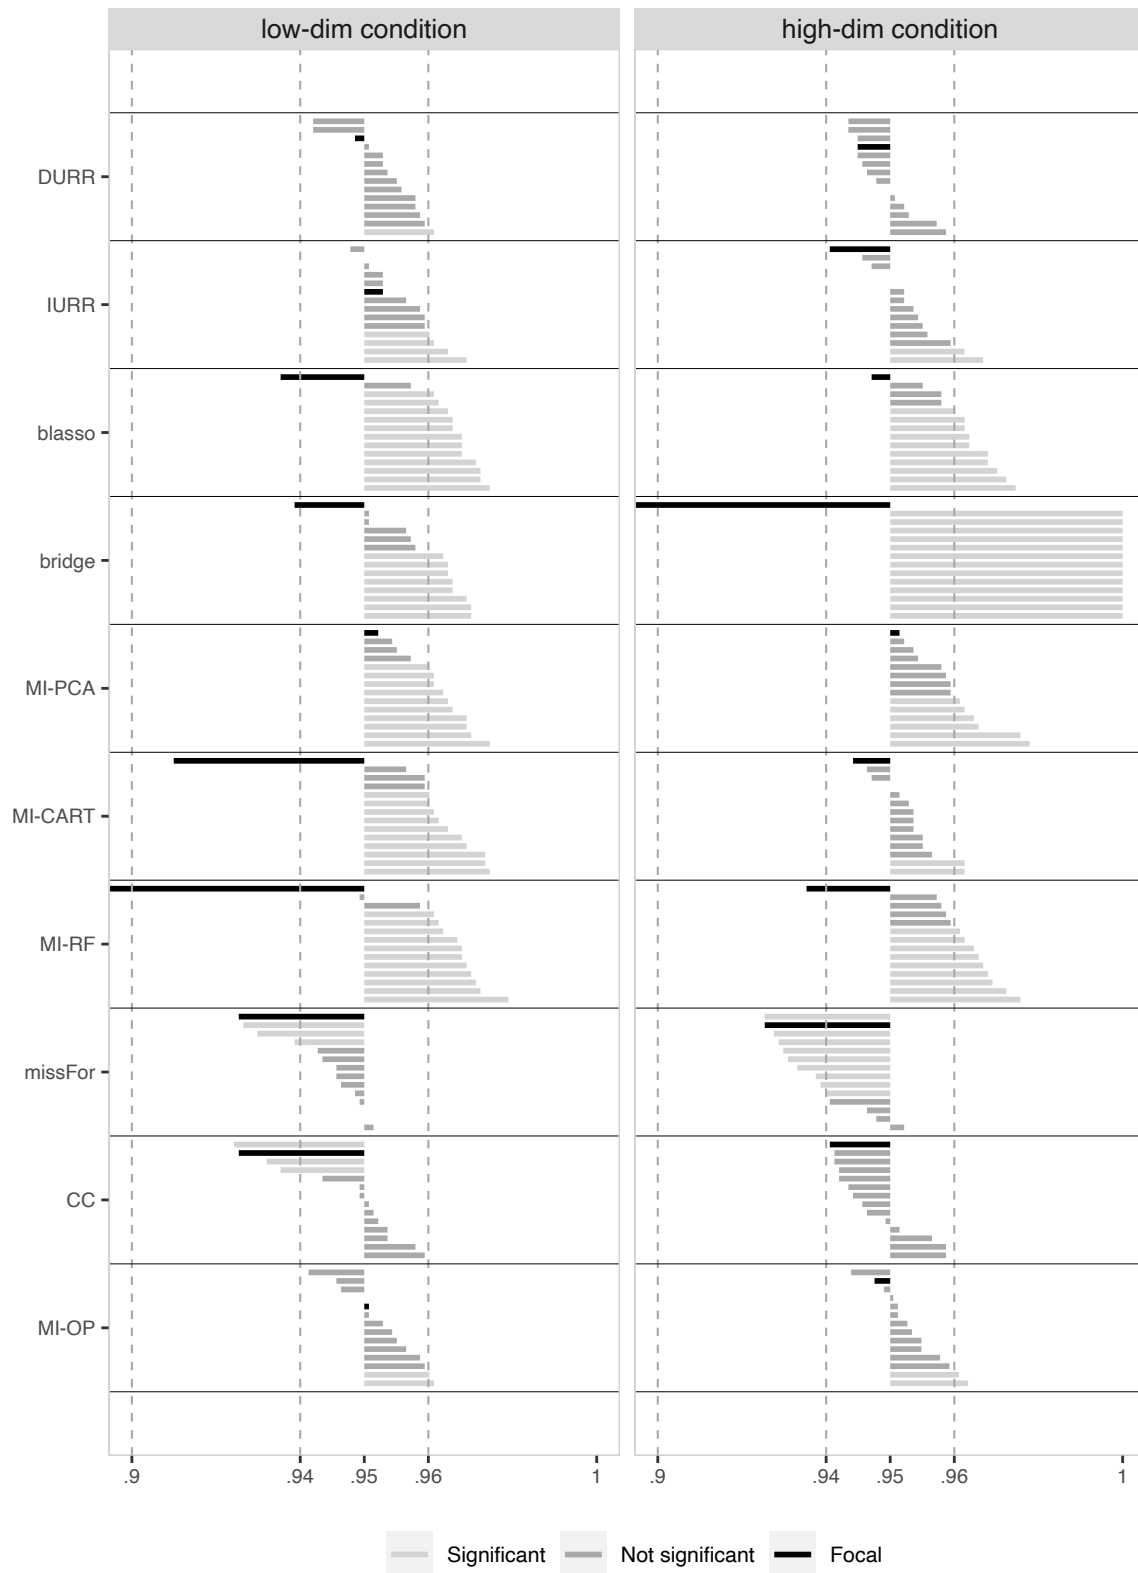 low-dim condition high-dim condition
DURR
IURR
blasso
bridge
MI-PCA
MI-CART
MI-RF
missFor
CC
MI-OP
.9 .94 .95 .96 1 .9 .94 .95 .96 1
Significant Not significant Focal